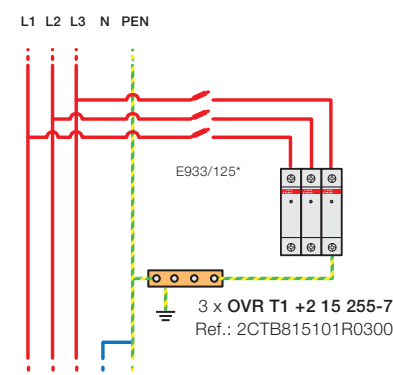 L1 L2 L3 N PEN
E933/125*
3 x OVR T1 +2 15 255-7
Ref.: 2CTB815101R0300